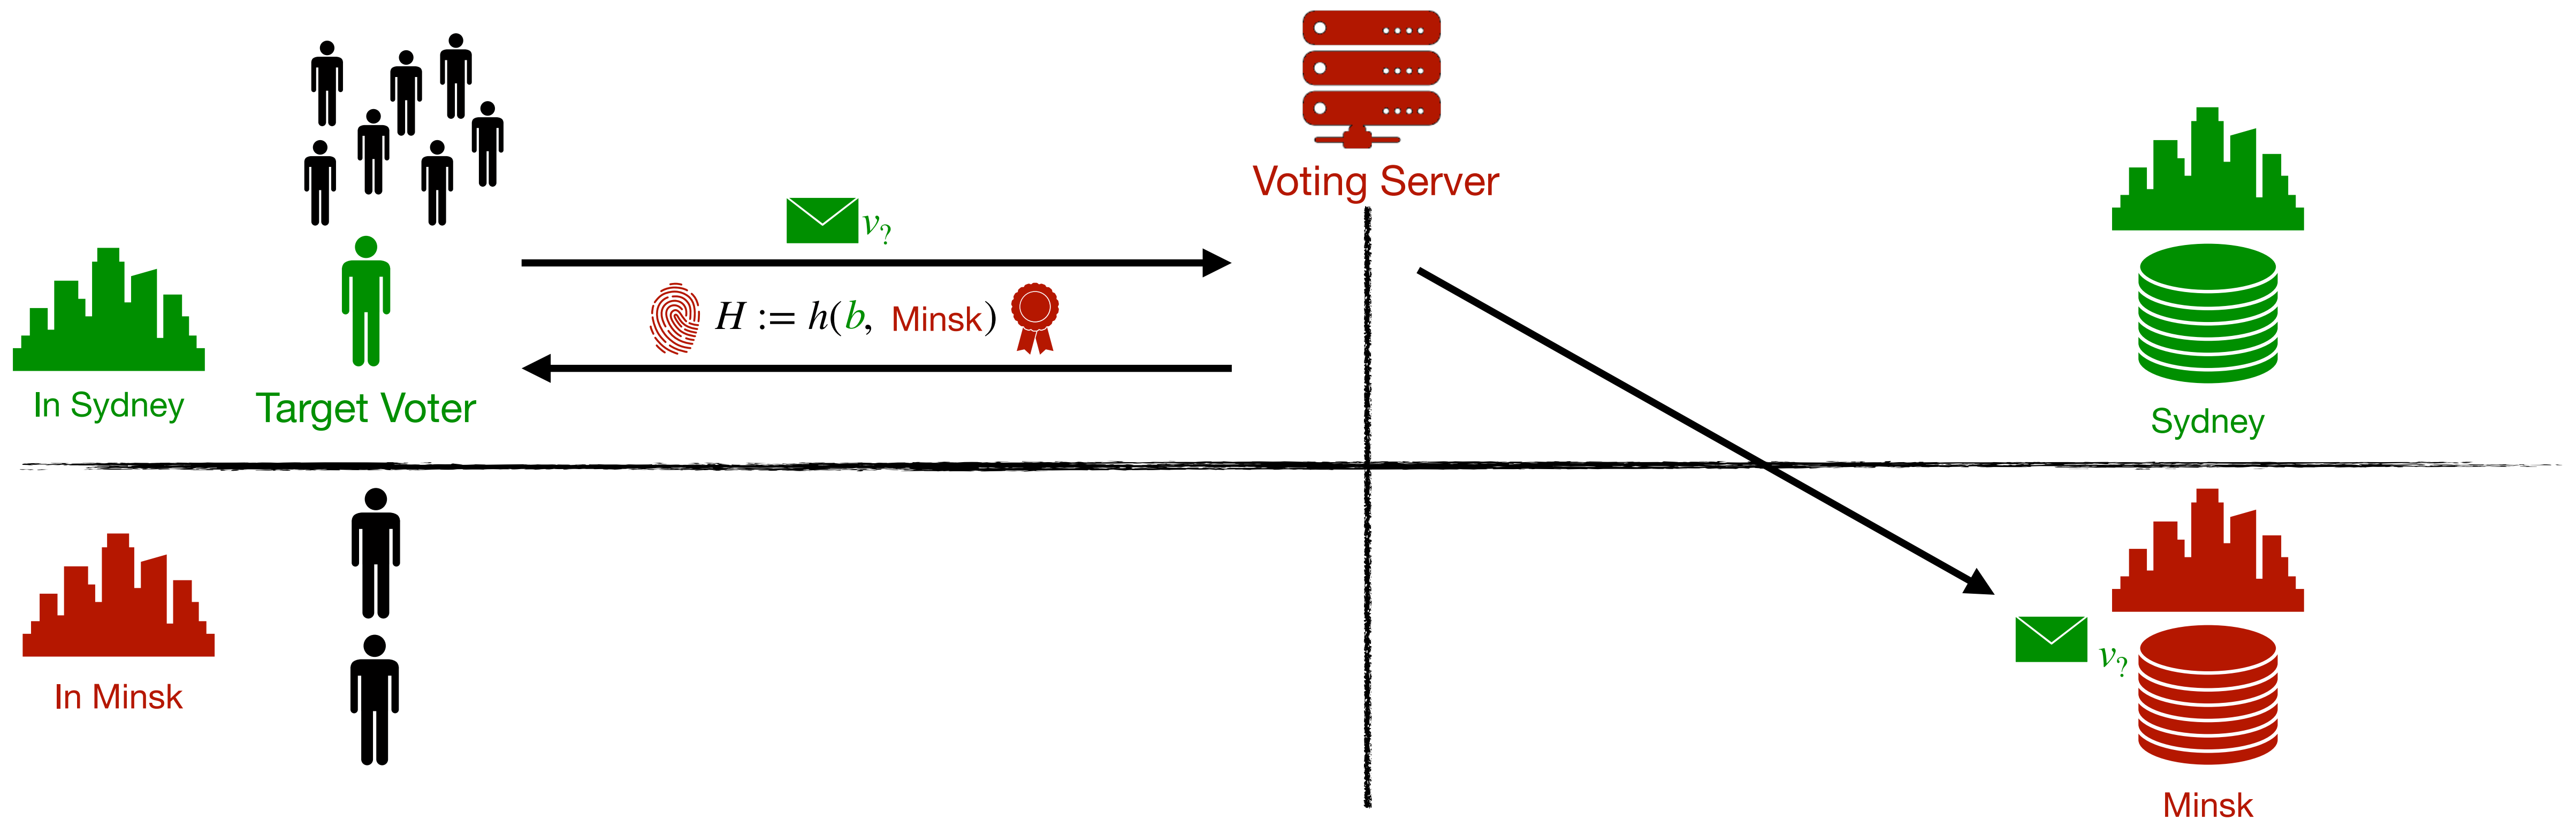 Voting Server
v?
H := h(b, Minsk)
In Sydney
Target Voter
Sydney
In Minsk
v?
Minsk